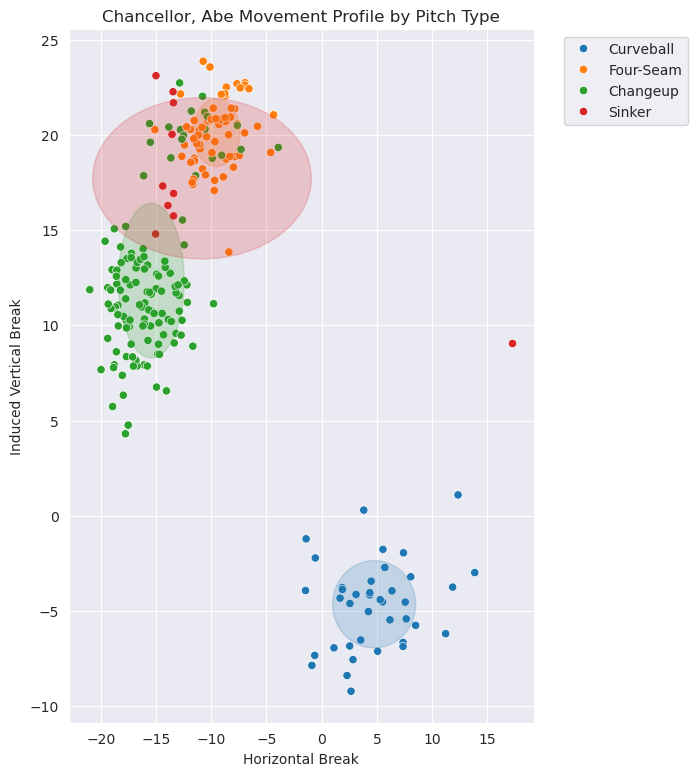 Chancellor, Abe Movement Profile by Pitch Type
Curveball
Four-Seam
Changeup
Sinker
25
20
15
10
5
0
−5
−10
Induced Vertical Break
−20 −15 −10 −5 0 5 10 15
Horizontal Break